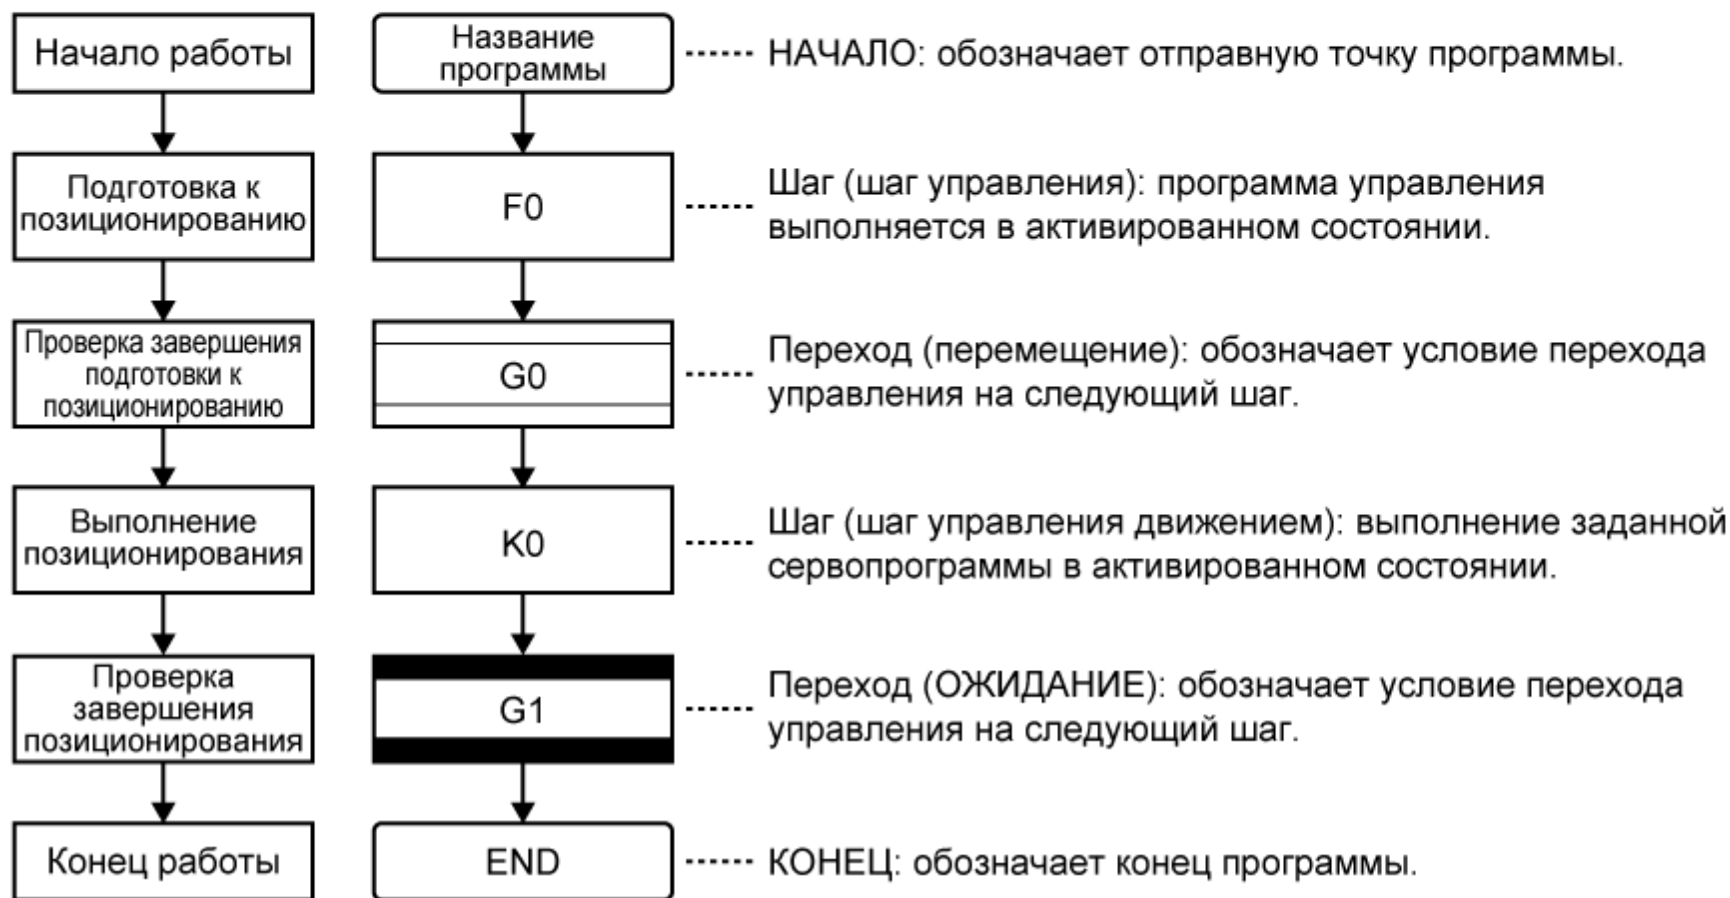 Начало работы
Название
программы
НАЧАЛО: обозначает отправную точку программы.
Подготовка к
позиционированию
F0
Шаг (шаг управления): программа управления
выполняется в активированном состоянии.
Проверка завершения
подготовки к
позиционированию
G0
Переход (перемещение): обозначает условие перехода
управления на следующий шаг.
Выполнение
позиционирования
K0
Шаг (шаг управления движением): выполнение заданной
сервопрограммы в активированном состоянии.
Проверка
завершения
позиционирования
G1
Переход (ОЖИДАНИЕ): обозначает условие перехода
управления на следующий шаг.
Конец работы
END
КОНЕЦ: обозначает конец программы.